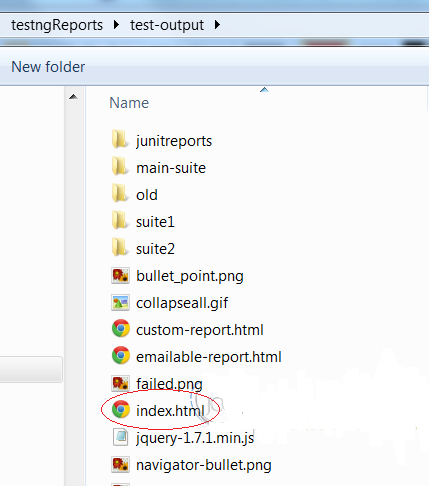 testngReports ▸ test-output ▸
New folder
Name
junitreports
main-suite
old
suite1
suite2
bullet_point.png
collapseall.gif
custom-report.html
emailable-report.html
failed.png
index.html
jquery-1.7.1.min.js
navigator-bullet.png